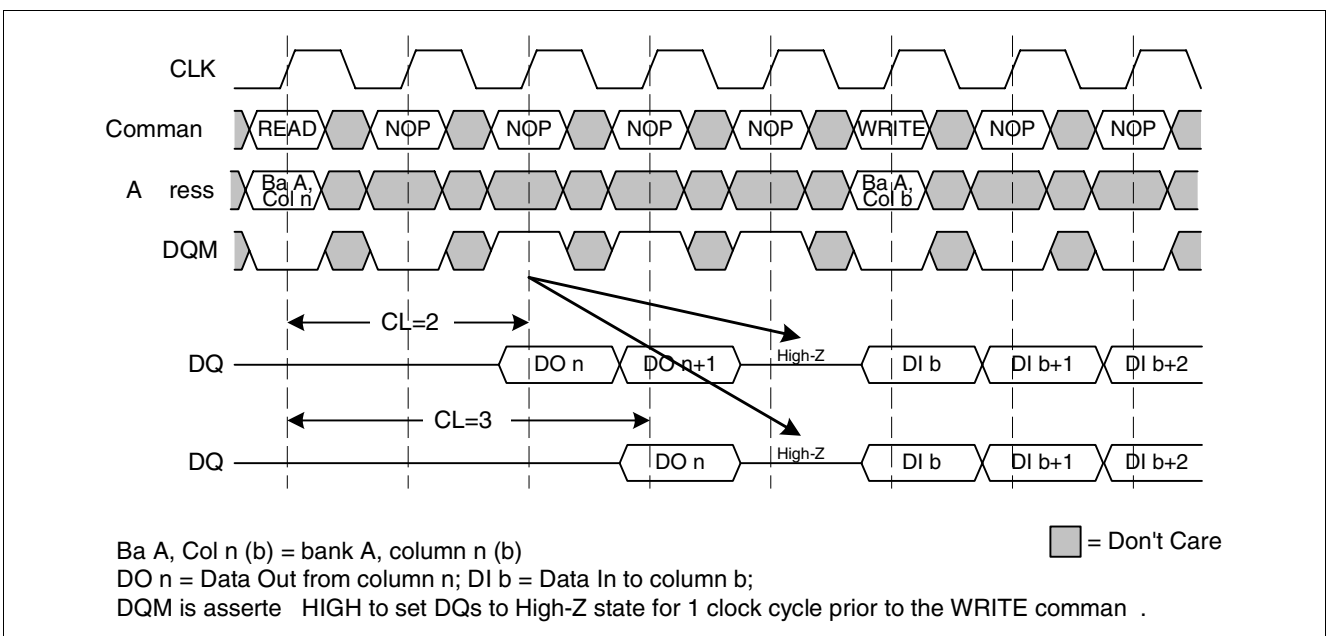 CLK
Comman READ NOP NOP NOP NOP WRITE NOP NOP
A ress Ba A, Col n Ba A, Col b
DQM
CL=2
DQ DO n DO n+1 High-Z DI b DI b+1 DI b+2
CL=3
DQ DO n High-Z DI b DI b+1 DI b+2
Ba A, Col n (b) = bank A, column n (b)
= Don't Care
DO n = Data Out from column n; DI b = Data In to column b;
DQM is asserte HIGH to set DQs to High-Z state for 1 clock cycle prior to the WRITE comman .